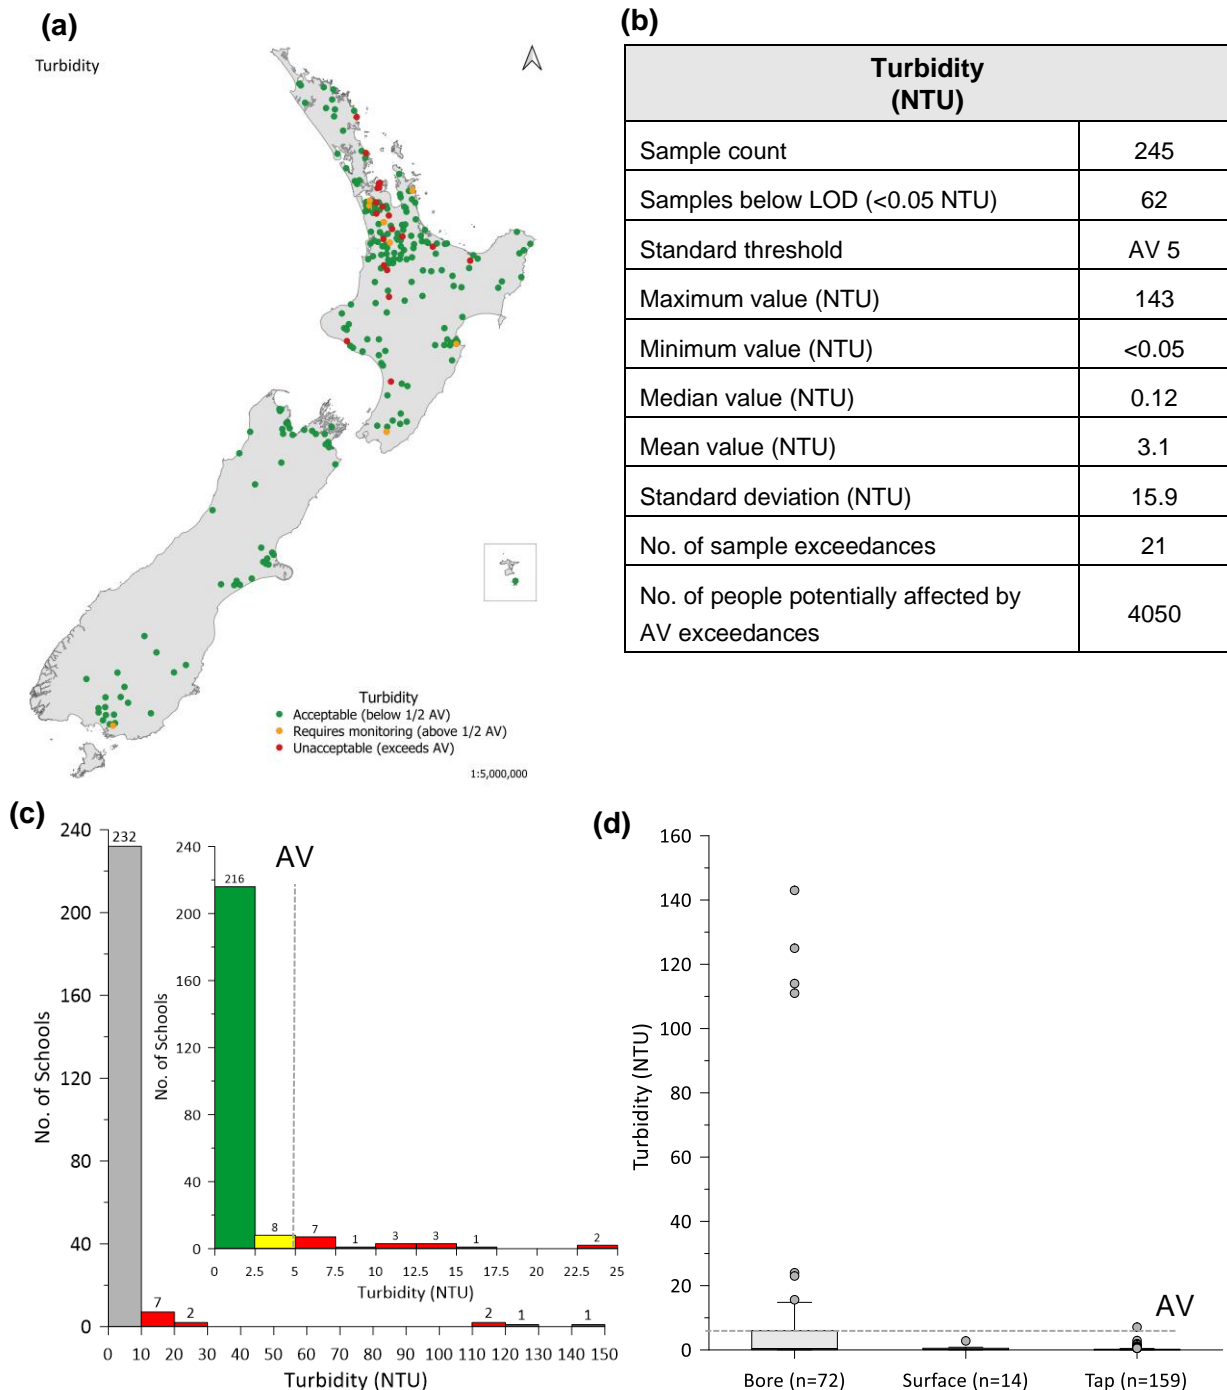 (a)
Turbidity
Turbidity
Acceptable (below 1/2 AV)
Requires monitoring (above 1/2 AV)
Unacceptable (exceeds AV)
1:5,000,000
(b)
Turbidity
(NTU)
Sample count 245
Samples below LOD (<0.05 NTU) 62
Standard threshold AV 5
Maximum value (NTU) 143
Minimum value (NTU) <0.05
Median value (NTU) 0.12
Mean value (NTU) 3.1
Standard deviation (NTU) 15.9
No. of sample exceedances 21
No. of people potentially affected by
AV exceedances 4050
(c)
No. of Schools
240
200
160
120
80
40
0
232
7
2
2
1
1
0 10 20 30 40 50 60 70 80 90 100 110 120 130 140 150
Turbidity (NTU)
AV
No. of Schools
240
200
160
120
80
40
0
216
8
7
1
3
3
1
2
0 2.5 5 7.5 10 12.5 15 17.5 20 22.5 25
Turbidity (NTU)
(d)
Turbidity (NTU)
160
140
120
100
80
60
40
20
0
AV
Bore (n=72) Surface (n=14) Tap (n=159)